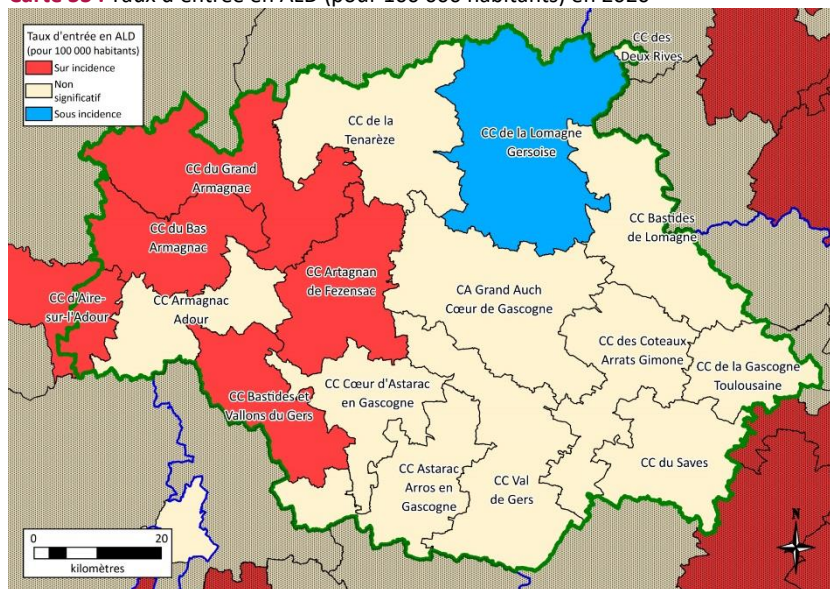 Carte 35 : Taux d'entrée en ALD (pour 100 000 habitants) en 2020
Taux d'entrée en ALD
(pour 100 000 habitants)
Sur incidence
Non
significatif
Sous incidence
CC des
Deux Rives
CC de la
Tenarèze
CC de la Lomagne
Gersoise
CC du Grand
Armagnac
CC Bastides
de Lomagne
CC du Bas
Armagnac
CC Artagnan
de Fezensac
CA Grand Auch
Cœur de Gascogne
CC d'Aire-
sur-l'Adour
CC Armagnac
Adour
CC des Coteaux
Arrats Gimone
CC de la Gascogne
Toulousaine
CC Bastides et
Vallons du Gers
CC Cœur d'Astarac
en Gascogne
CC du Saves
CC Astarac
Arros en
Gascogne
CC Val
de Gers
N
0 20
kilomètres